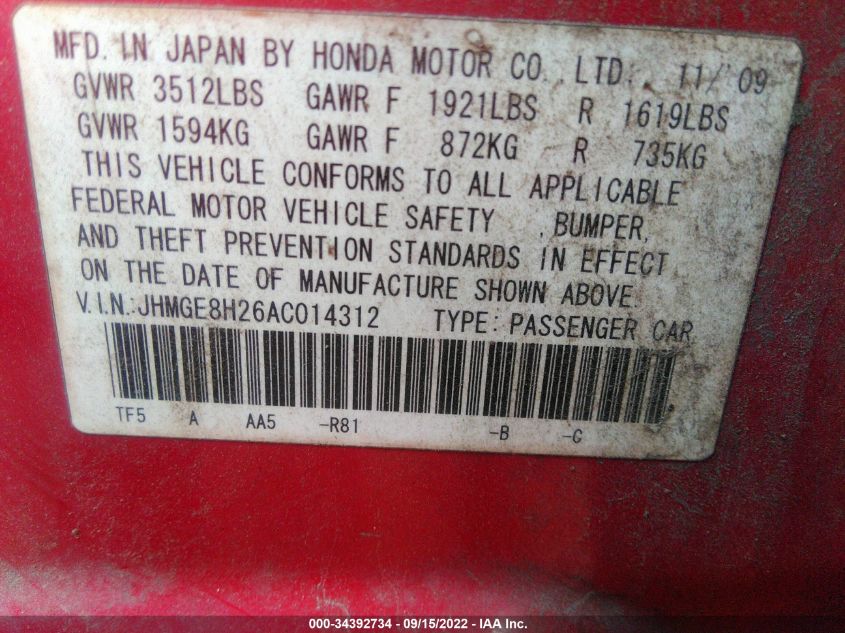 MFD. IN JAPAN BY HONDA MOTOR CO., LTD. 11/09
GVWR 3512LBS GAWR F 1921LBS R 1619LBS
GVWR 1594KG GAWR F 872KG R 735KG
THIS VEHICLE CONFORMS TO ALL APPLICABLE
FEDERAL MOTOR VEHICLE SAFETY , BUMPER,
AND THEFT PREVENTION STANDARDS IN EFFECT
ON THE DATE OF MANUFACTURE SHOWN ABOVE.
V.I.N.:JHMGE8H26AC014312 TYPE:PASSENGER CAR
TF5 A AA5 -R81 -B -C
000-34392734 - 09/15/2022 - IAA Inc.